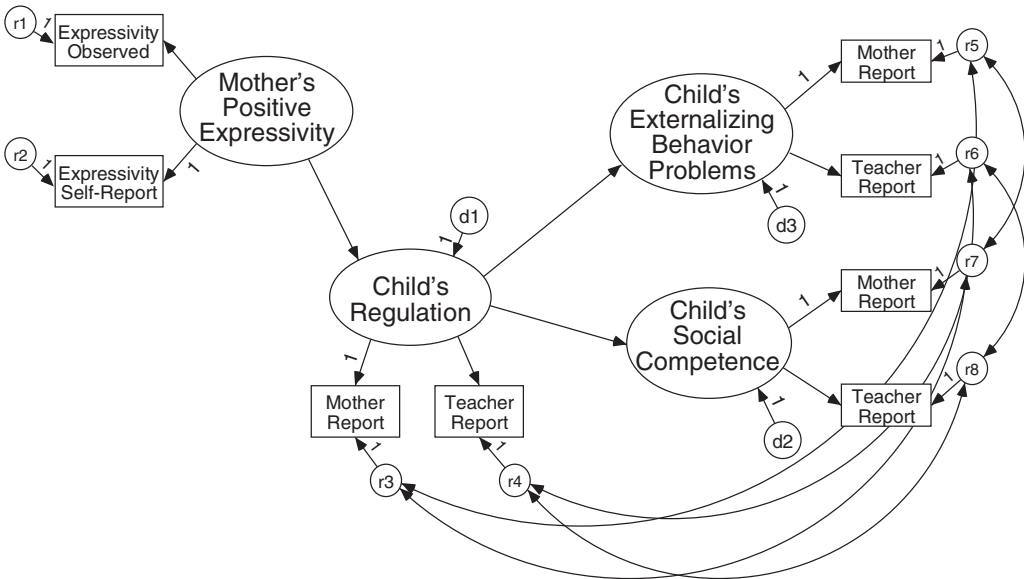 r1
1
Expressivity
Observed
Mother's
Positive
Expressivity
r2
1
Expressivity
Self-Report
1
d1
1
Child's
Regulation
1
Mother
Report
1
r3
Teacher
Report
1
r4
Child's
Externalizing
Behavior
Problems
1
d3
1
Mother
Report
1
r5
Teacher
Report
1
r6
Child's
Social
Competence
1
d2
1
Mother
Report
1
r7
Teacher
Report
1
r8